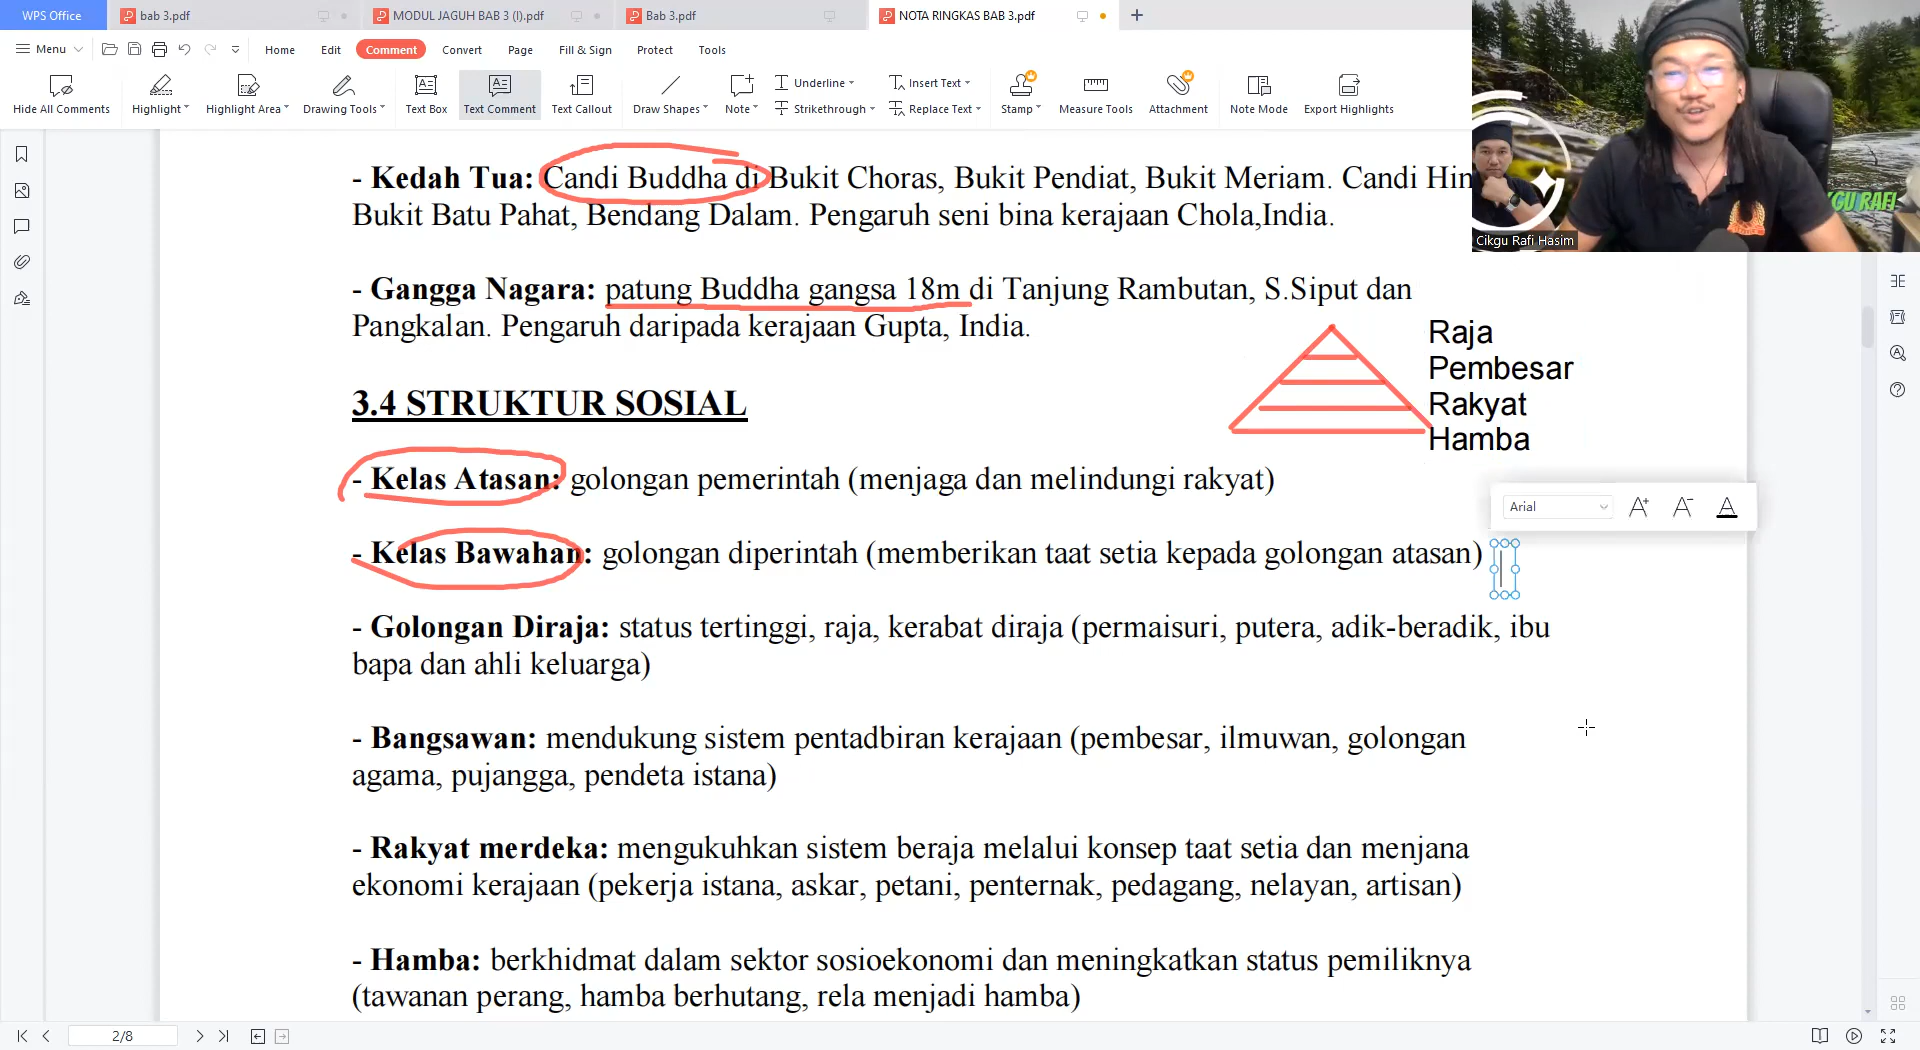 WPS Office
bab 3.pdf
MODUL JAGUH BAB 3 (I).pdf
Bab 3.pdf
NOTA RINGKAS BAB 3.pdf
Menu
Home
Edit
Comment
Convert
Page
Fill & Sign
Protect
Tools
Hide All Comments
Highlight
Highlight Area
Drawing Tools
Text Box
Text Comment
Text Callout
Draw Shapes
Note
Underline
Strikethrough
Insert Text
Replace Text
Stamp
Measure Tools
Attachment
Note Mode
Export Highlights
GU RAFI
Cikgu Rafi Hasim
- Kedah Tua: Candi Buddha di Bukit Choras, Bukit Pendiat, Bukit Meriam. Candi Hin
Bukit Batu Pahat, Bendang Dalam. Pengaruh seni bina kerajaan Chola,India.
- Gangga Nagara: patung Buddha gangsa 18m di Tanjung Rambutan, S.Siput dan
Pangkalan. Pengaruh daripada kerajaan Gupta, India.
Raja
Pembesar
Rakyat
Hamba
3.4 STRUKTUR SOSIAL
- Kelas Atasan: golongan pemerintah (menjaga dan melindungi rakyat)
Arial
- Kelas Bawahan: golongan diperintah (memberikan taat setia kepada golongan atasan)
- Golongan Diraja: status tertinggi, raja, kerabat diraja (permaisuri, putera, adik-beradik, ibu
bapa dan ahli keluarga)
- Bangsawan: mendukung sistem pentadbiran kerajaan (pembesar, ilmuwan, golongan
agama, pujangga, pendeta istana)
- Rakyat merdeka: mengukuhkan sistem beraja melalui konsep taat setia dan menjana
ekonomi kerajaan (pekerja istana, askar, petani, penternak, pedagang, nelayan, artisan)
- Hamba: berkhidmat dalam sektor sosioekonomi dan meningkatkan status pemiliknya
(tawanan perang, hamba berhutang, rela menjadi hamba)
2/8